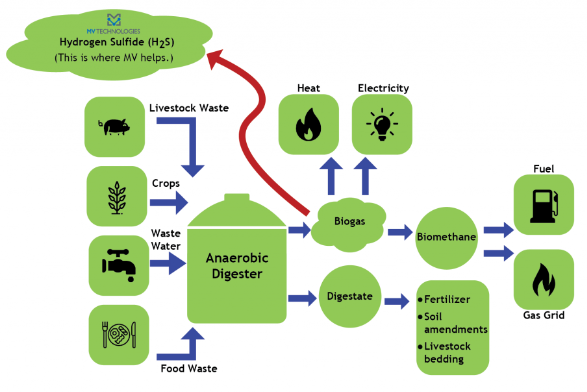 MV TECHNOLOGIES
Hydrogen Sulfide (H₂S)
(This is where MV helps.)
Heat
Electricity
Livestock Waste
Crops
Waste
Water
Food Waste
Anaerobic
Digester
Biogas
Biomethane
Fuel
Gas Grid
Digestate
• Fertilizer
• Soil
amendments
• Livestock
bedding